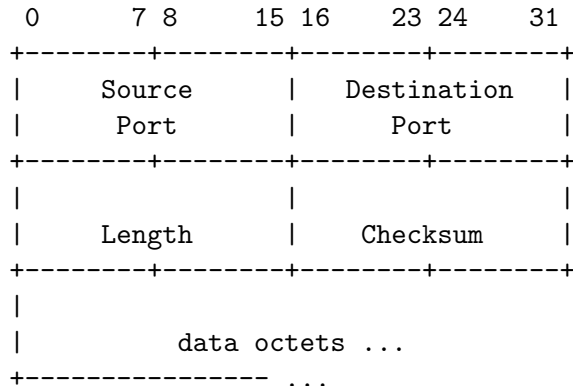 0      7 8     15 16    23 24    31
+--------+--------+--------+--------+
|     Source      |   Destination   |
|      Port       |      Port       |
+--------+--------+--------+--------+
|                 |                 |
|     Length      |    Checksum     |
+--------+--------+--------+--------+
|
|          data octets ...
+---------------- ...